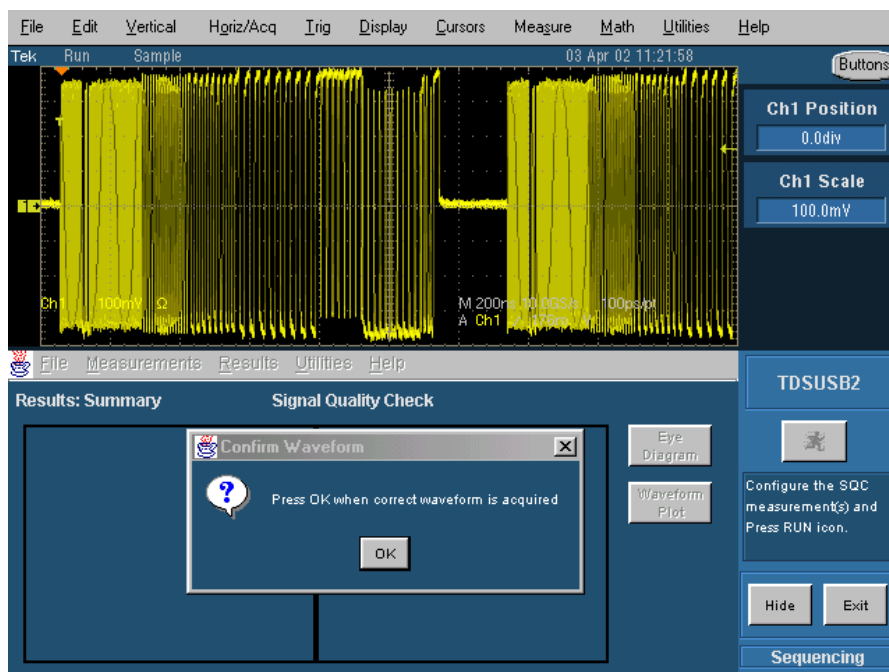 File Edit Vertical Horiz/Acq Trig Display Cursors Measure Math Utilities Help
Tek Run Sample 03 Apr 02 11:21:58
Buttons
Ch1 Position
0.0div
Ch1 Scale
100.0mV
1
Ch1 100mV Ω
M 200ns 10.0GS/s 100ps/pt
A Ch1
File Measurements Results Utilities Help
Results: Summary Signal Quality Check
TDSUSB2
Confirm Waveform
Press OK when correct waveform is acquired
OK
Eye
Diagram
Waveform
Plot
Configure the SQC
measurement(s) and
Press RUN icon.
Hide Exit
Sequencing